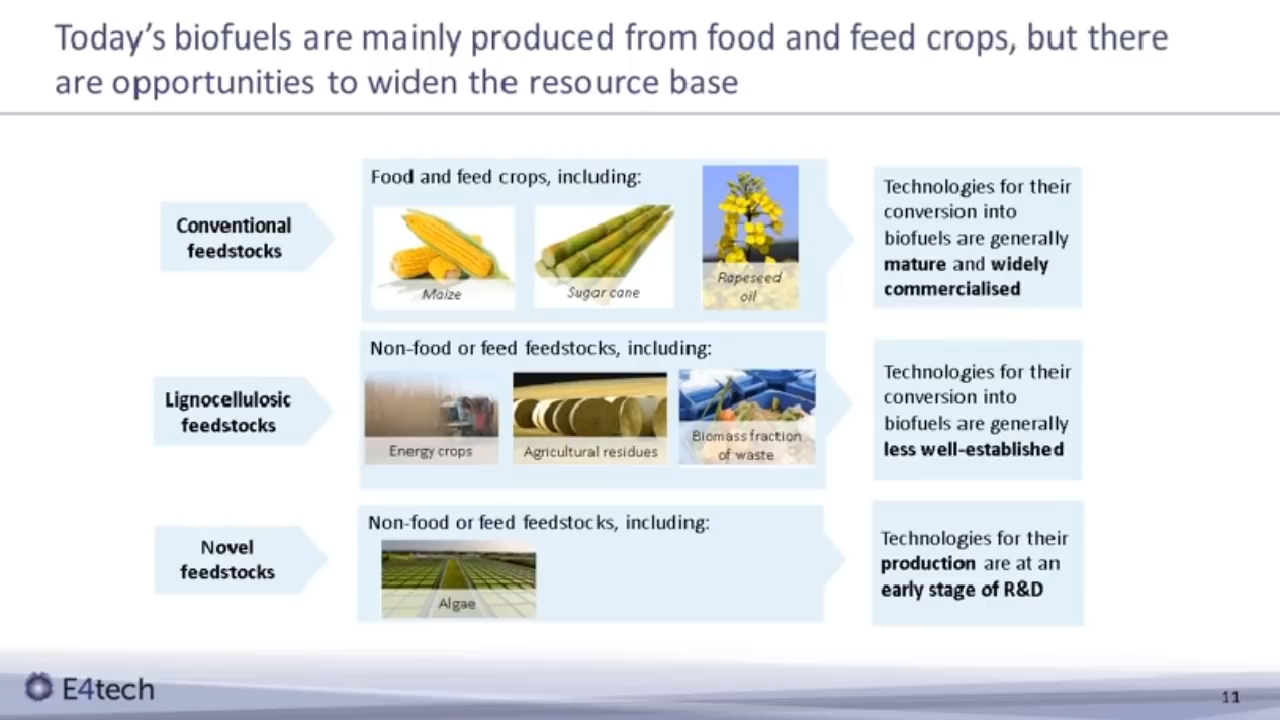 Today's biofuels are mainly produced from food and feed crops, but there
are opportunities to widen the resource base
Conventional
feedstocks
Food and feed crops, including:
Maize
Sugar cane
Rapeseed
oil
Technologies for their
conversion into
biofuels are generally
mature and widely
commercialised
Lignocellulosic
feedstocks
Non-food or feed feedstocks, including:
Energy crops
Agricultural residues
Biomass fraction
of waste
Technologies for their
conversion into
biofuels are generally
less well-established
Novel
feedstocks
Non-food or feed feedstocks, including:
Algae
Technologies for their
production are at an
early stage of R&D
E4tech
11